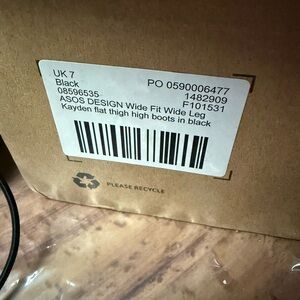 UK 7
Black PO 0590006477
08596535 1482909
ASOS DESIGN Wide Fit Wide Leg F101531
Kayden flat thigh high boots in black
PLEASE RECYCLE